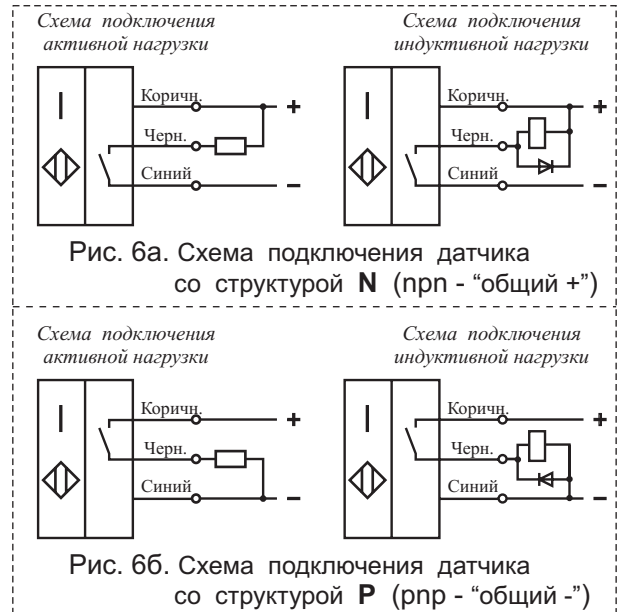 Схема подключения
активной нагрузки
Схема подключения
индуктивной нагрузки
Коричн.
+
Черн.
Синий
−
Коричн.
+
Черн.
Синий
−
Рис. 6а. Схема подключения датчика
со структурой N (npn - “общий +”)
Схема подключения
активной нагрузки
Схема подключения
индуктивной нагрузки
Коричн.
+
Черн.
Синий
−
Коричн.
+
Черн.
Синий
−
Рис. 6б. Схема подключения датчика
со структурой P (pnp - “общий -”)